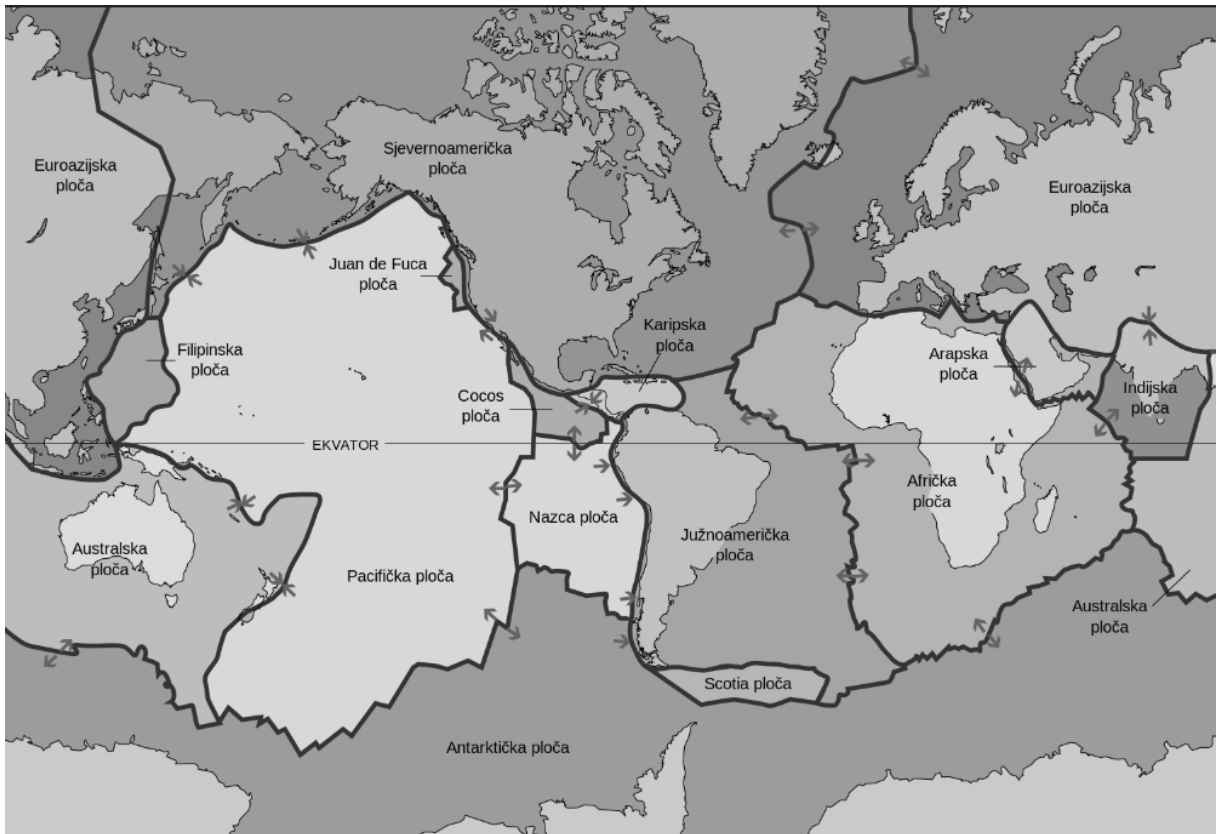 Sjevernoamerička
ploča
Euroazijska
ploča
Euroazijska
ploča
Juan de Fuca
ploča
Karipska
ploča
Filipinska
ploča
Arapska
ploča
Indijska
ploča
Cocos
ploča
EKVATOR
Afrička
ploča
Nazca ploča
Južnoamerička
ploča
Australska
ploča
Pacifička ploča
Australska
ploča
Scotia ploča
Antarktička ploča